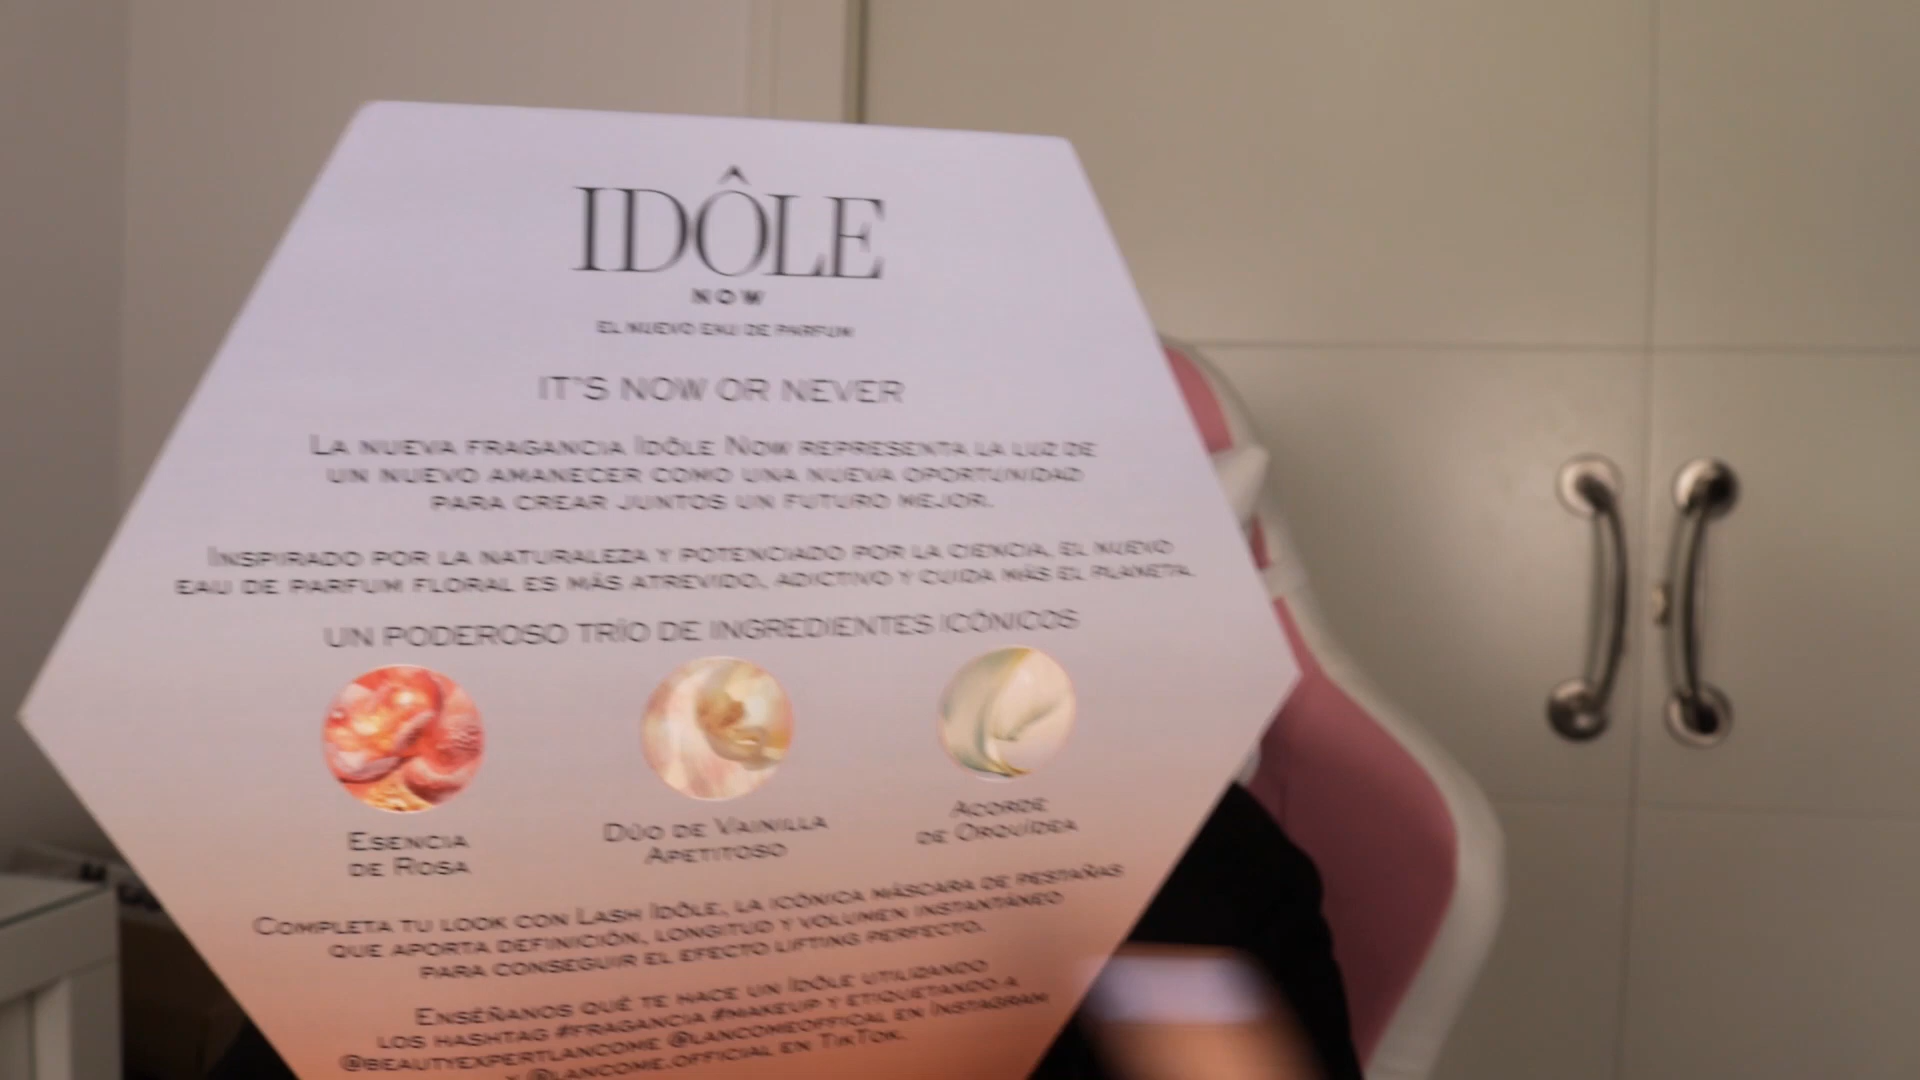 IDÔLE
NOW
EL NUEVO EAU DE PARFUM
IT'S NOW OR NEVER
LA NUEVA FRAGANCIA IDÔLE NOW REPRESENTA LA LUZ DE
UN NUEVO AMANECER COMO UNA NUEVA OPORTUNIDAD
PARA CREAR JUNTOS UN FUTURO MEJOR.
INSPIRADO POR LA NATURALEZA Y POTENCIADO POR LA CIENCIA, EL NUEVO
EAU DE PARFUM FLORAL ES MÁS ATREVIDO, ADICTIVO Y CUIDA MÁS EL PLANETA.
UN PODEROSO TRÍO DE INGREDIENTES ICÓNICOS
ESENCIA
DE ROSA
DÚO DE VAINILLA
APETITOSO
ACORDE
DE ORQUÍDEA
COMPLETA TU LOOK CON LASH IDÔLE, LA ICÓNICA MÁSCARA DE PESTAÑAS
QUE APORTA DEFINICIÓN, LONGITUD Y VOLUMEN INSTANTÁNEO
PARA CONSEGUIR EL EFECTO LIFTING PERFECTO.
ENSÉÑANOS QUÉ TE HACE UN IDÔLE UTILIZANDO
LOS HASHTAG #FRAGANCIA #MAKEUP Y ETIQUETANDO A
@BEAUTYEXPERTLANCOME @LANCOMEOFFICAL EN INSTAGRAM
Y @LANCOME.OFFICIAL EN TIKTOK.